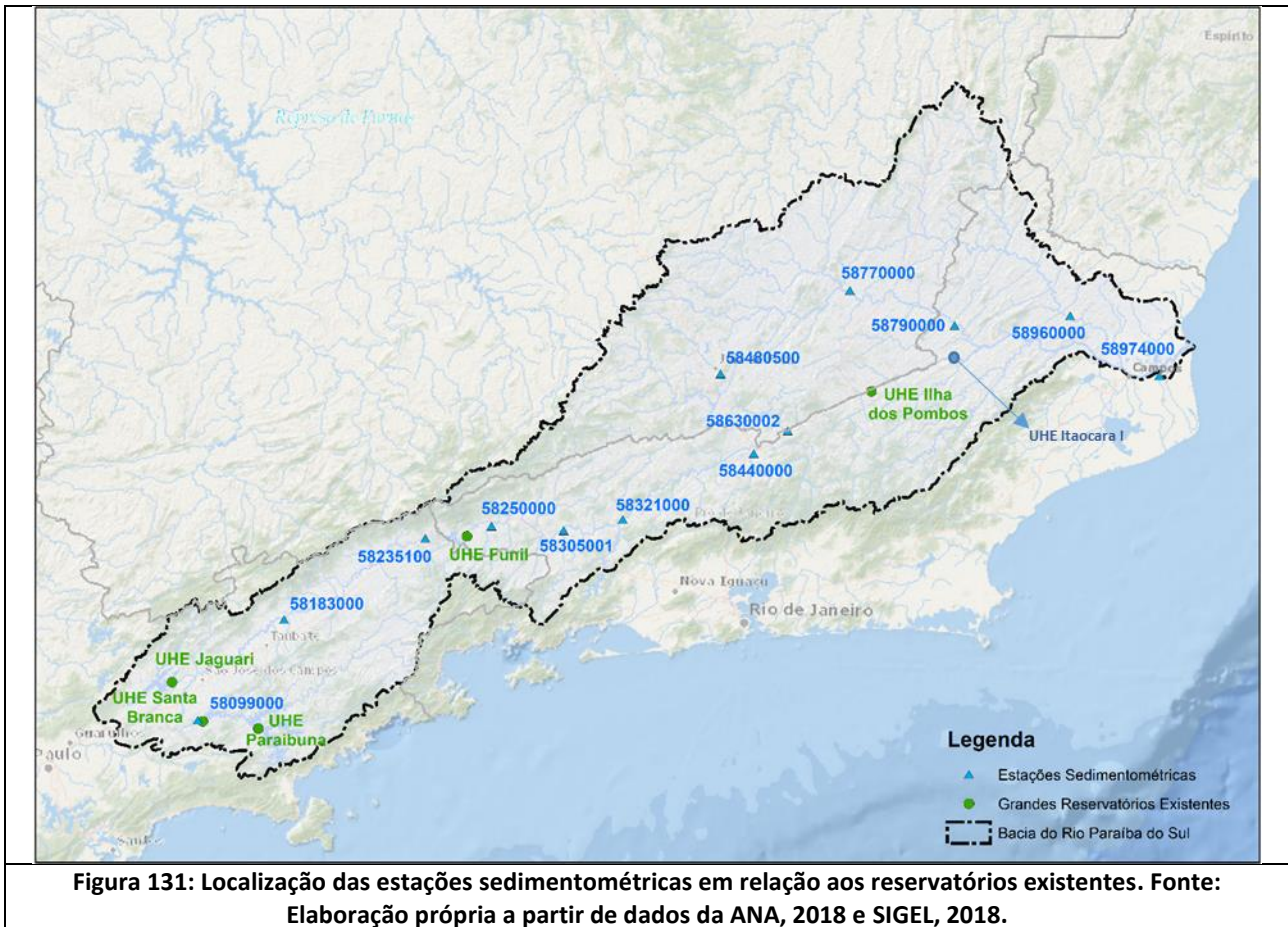 Espírito
Represa de Furnas
58770000
58790000
58960000
58974000
Campos
58480500
UHE Ilha
dos Pombos
58630002
UHE Itaocara I
58440000
58250000
58321000
58305001
58235100
UHE Funil
Rio de Janeiro
Nova Iguaçu
Rio de Janeiro
58183000
Taubate
UHE Jaguari
São José dos Campos
UHE Santa
Branca
58099000
UHE
Paraibuna
Guarulhos
Paulo
Legenda
Estações Sedimentométricas
Grandes Reservatórios Existentes
Bacia do Rio Paraíba do Sul
Figura 131: Localização das estações sedimentométricas em relação aos reservatórios existentes. Fonte:
Elaboração própria a partir de dados da ANA, 2018 e SIGEL, 2018.